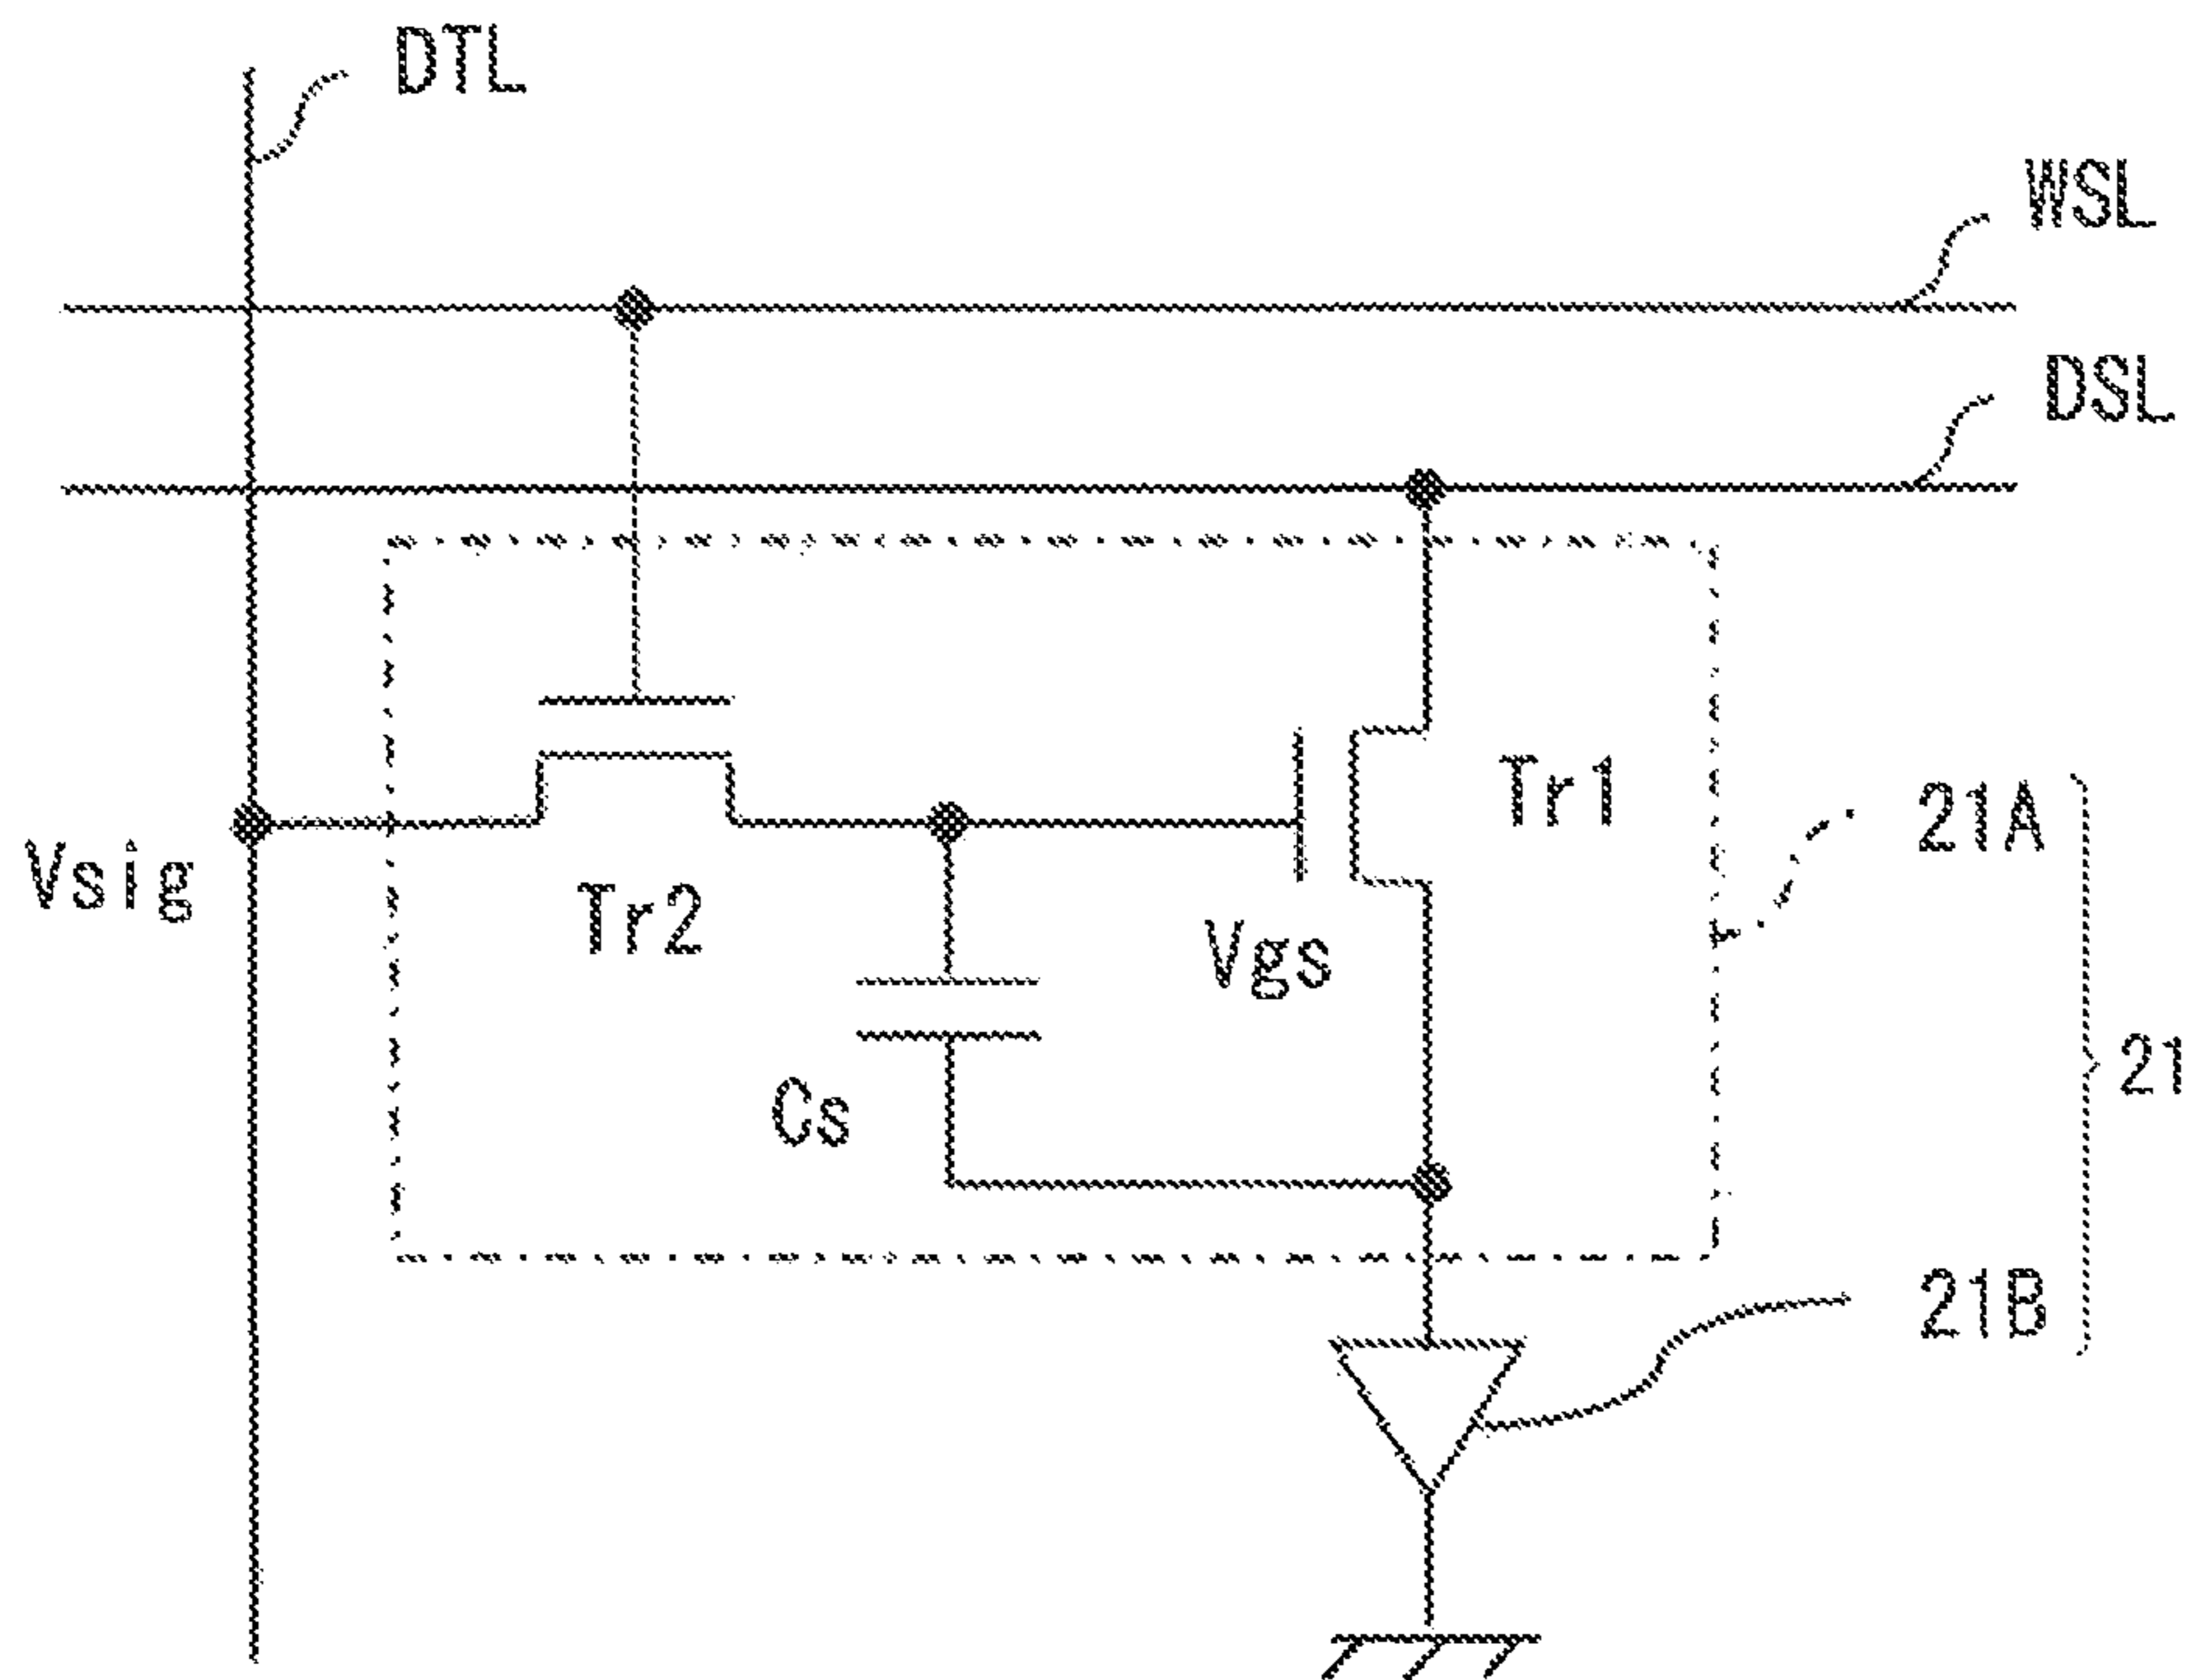 DTL
WSL
DSL
Tr1
21A
Vsig
Tr2
Vgs
21
Cs
21B